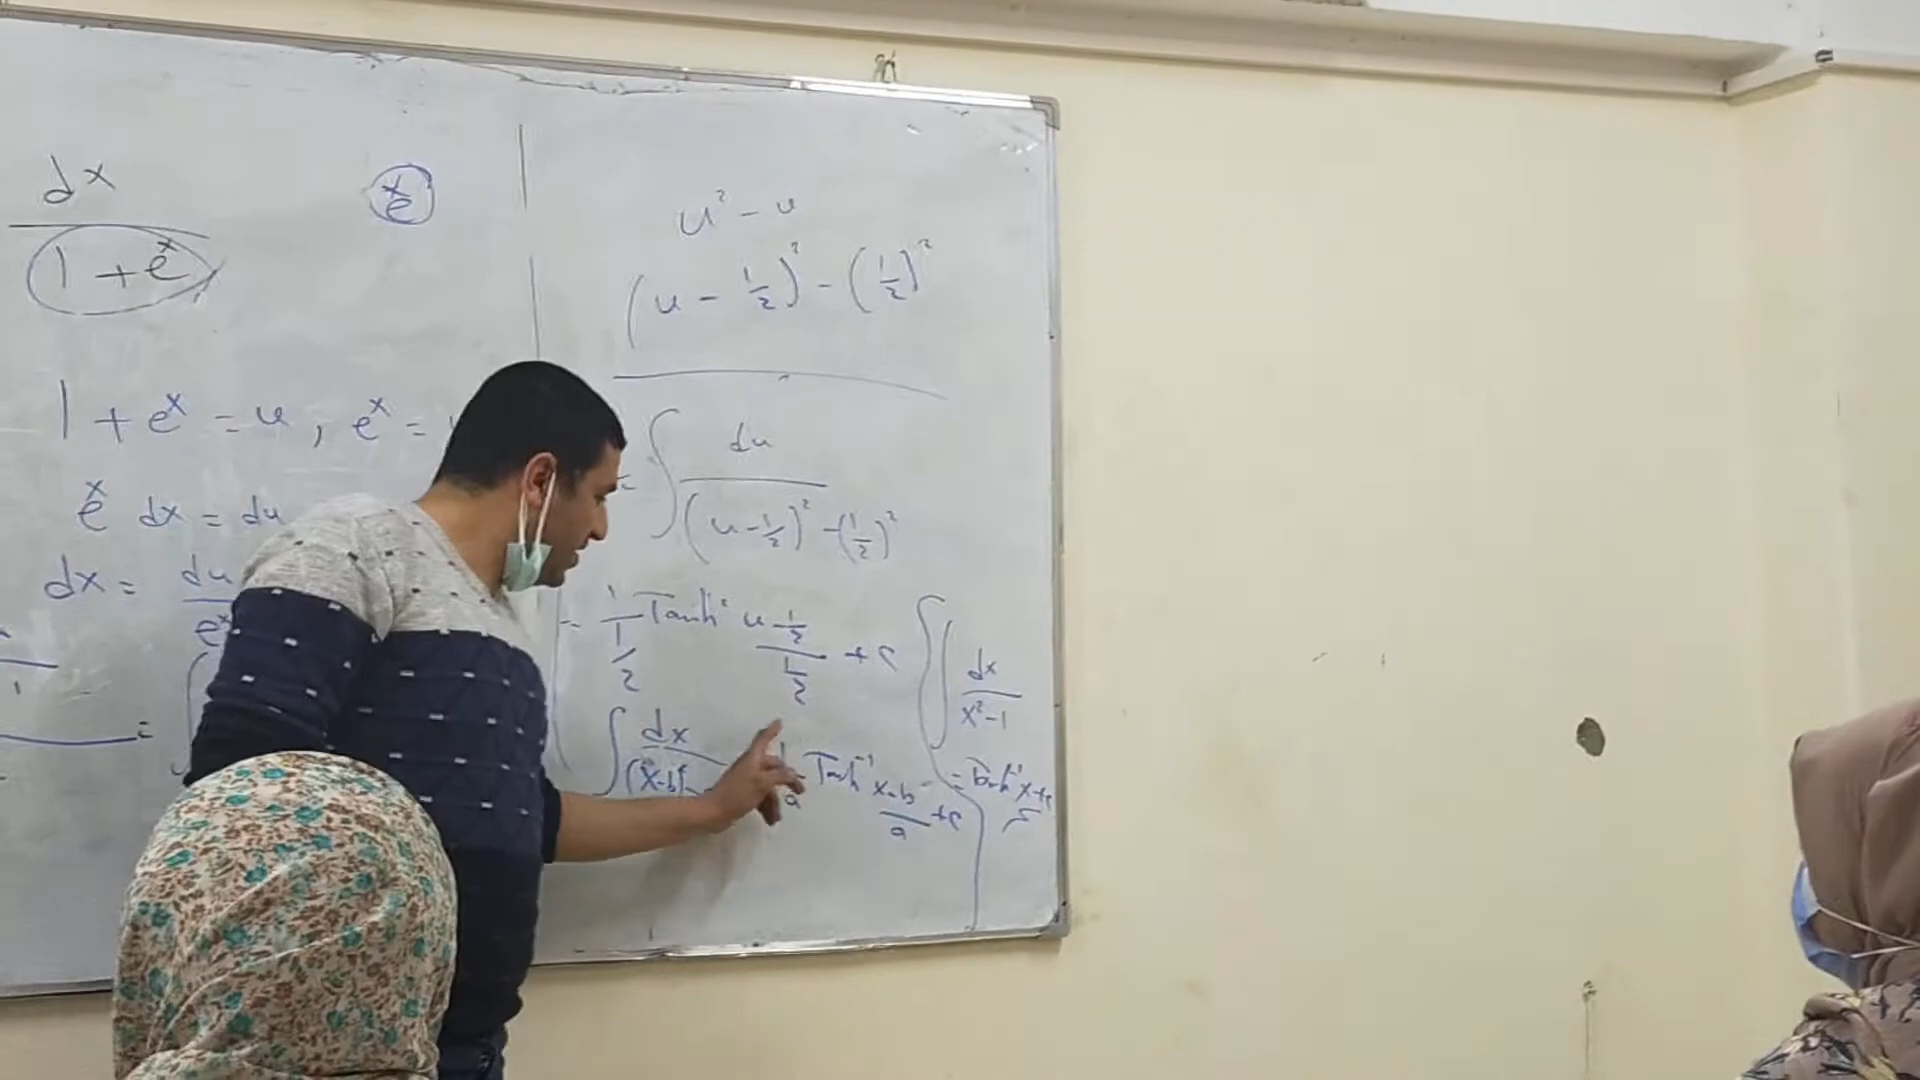 dx
1 + e^x
e^x
1 + e^x = u , e^x =
e^x dx = du
dx = du
e^x
u² - u
(u - 1/2)² - (1/2)²
= ∫ du
(u - 1/2)² - (1/2)²
= 1/(1/2) Tanh⁻¹ (u - 1/2)/(1/2) + c
∫ dx
(x-b)²
1/a Tanh⁻¹ (x-b)/a + c
∫ dx
x² - 1
= Tanh⁻¹ x + c